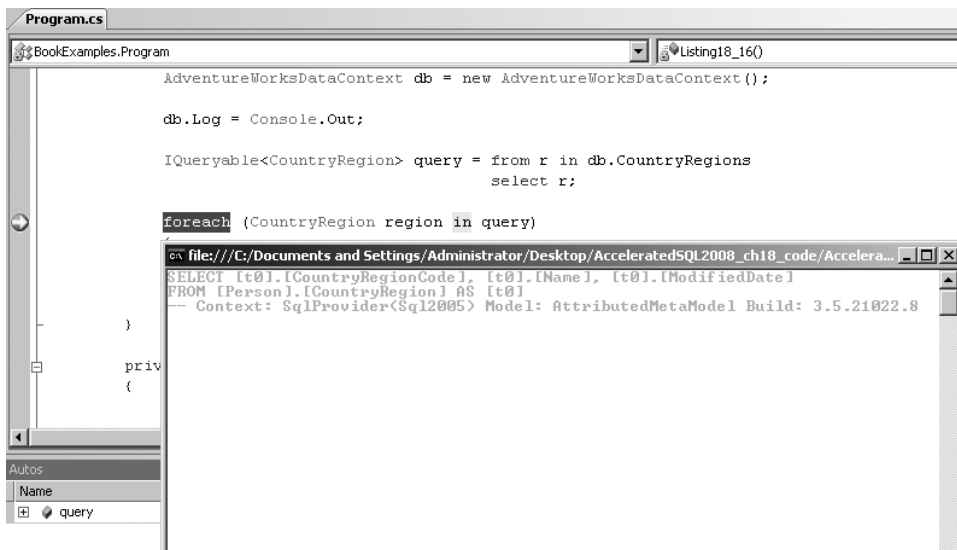 Program.cs
BookExamples.Program
Listing18_16()
AdventureWorksDataContext db = new AdventureWorksDataContext();
db.Log = Console.Out;
IQueryable<CountryRegion> query = from r in db.CountryRegions
select r;
foreach (CountryRegion region in query)
{
file:///C:/Documents and Settings/Administrator/Desktop/AcceleratedSQL2008_ch18_code/Accelera...
SELECT [t0].[CountryRegionCode], [t0].[Name], [t0].[ModifiedDate]
FROM [Person].[CountryRegion] AS [t0]
-- Context: SqlProvider(Sql2005) Model: AttributedMetaModel Build: 3.5.21022.8
}
priv
{
Autos
Name
query